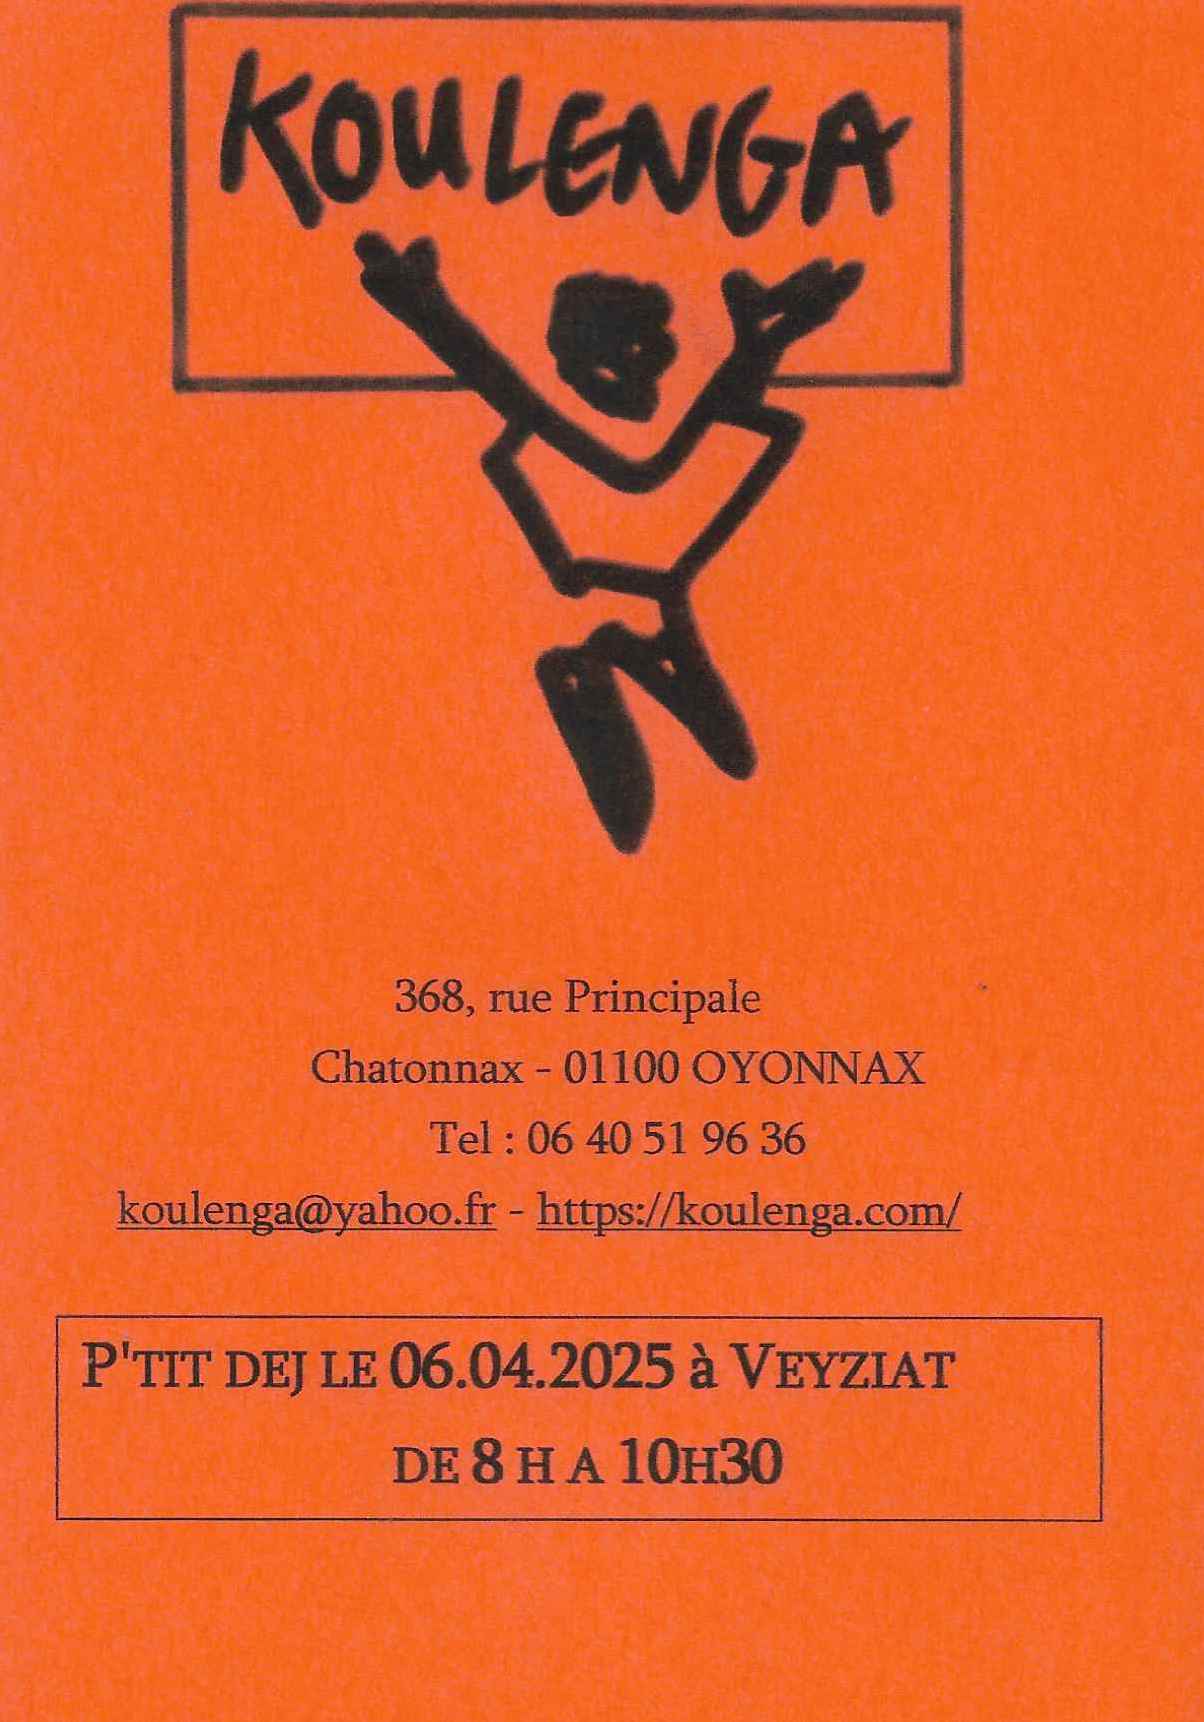 KOULENGA
368, rue Principale
Chatonnax - 01100 OYONNAX
Tel : 06 40 51 96 36
koulenga@yahoo.fr - https://koulenga.com/
P'TIT DEJ LE 06.04.2025 à VEYZIAT
DE 8 H A 10H30